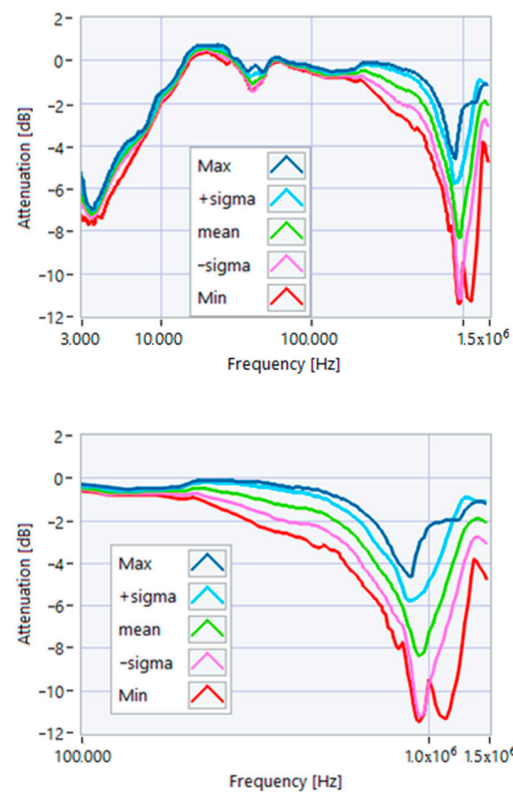 2
0
−2
−4
−6
−8
−10
−12
Attenuation [dB]
Max
+sigma
mean
−sigma
Min
3.000 10.000 100.000 1.5x10⁶
Frequency [Hz]
2
0
−2
−4
−6
−8
−10
−12
Attenuation [dB]
Max
+sigma
mean
−sigma
Min
100.000 1.0x10⁶ 1.5x10⁶
Frequency [Hz]